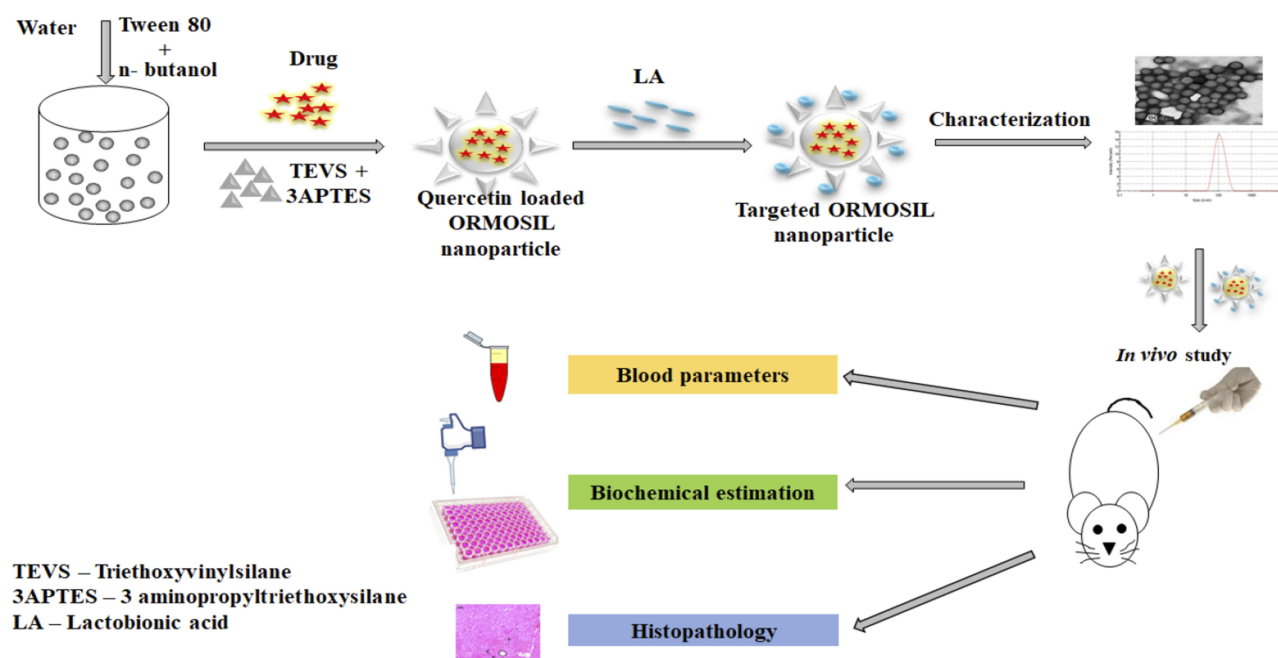 Water
Tween 80
+
n- butanol
Drug
TEVS +
3APTES
Quercetin loaded
ORMOSIL
nanoparticle
LA
Targeted ORMOSIL
nanoparticle
Characterization
In vivo study
Blood parameters
Biochemical estimation
Histopathology
TEVS – Triethoxyvinylsilane
3APTES – 3 aminopropyltriethoxysilane
LA – Lactobionic acid